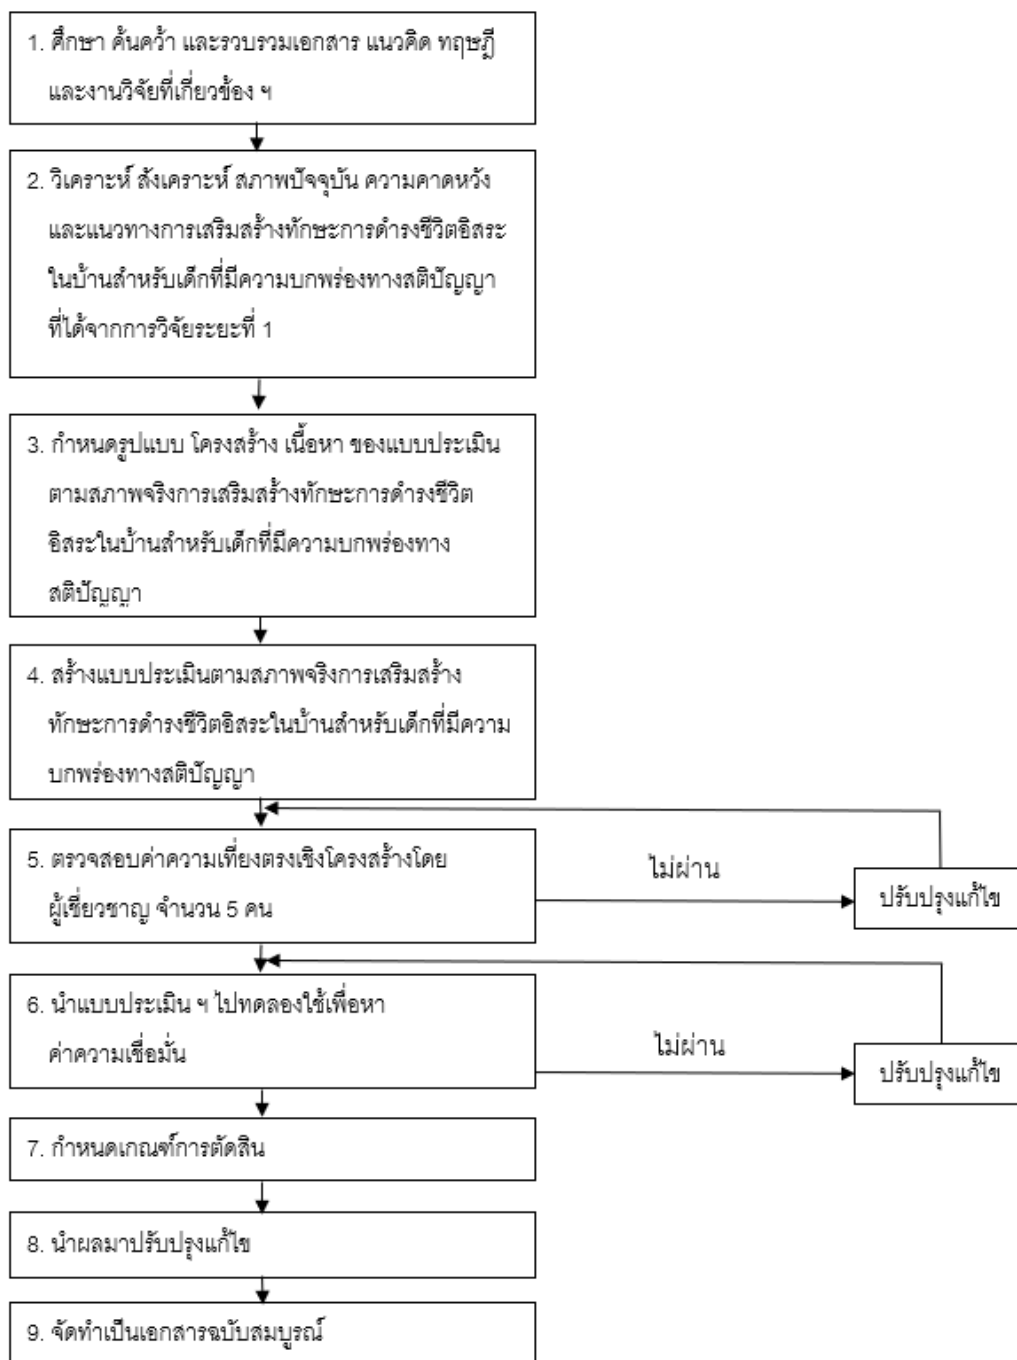 1. ศึกษา ค้นคว้า และรวบรวมเอกสาร แนวคิด ทฤษฎี
และงานวิจัยที่เกี่ยวข้อง ฯ
2. วิเคราะห์ สังเคราะห์ สภาพปัจจุบัน ความคาดหวัง
และแนวทางการเสริมสร้างทักษะการดำรงชีวิตอิสระ
ในบ้านสำหรับเด็กที่มีความบกพร่องทางสติปัญญา
ที่ได้จากการวิจัยระยะที่ 1
3. กำหนดรูปแบบ โครงสร้าง เนื้อหา ของแบบประเมิน
ตามสภาพจริงการเสริมสร้างทักษะการดำรงชีวิต
อิสระในบ้านสำหรับเด็กที่มีความบกพร่องทาง
สติปัญญา
4. สร้างแบบประเมินตามสภาพจริงการเสริมสร้าง
ทักษะการดำรงชีวิตอิสระในบ้านสำหรับเด็กที่มีความ
บกพร่องทางสติปัญญา
5. ตรวจสอบค่าความเที่ยงตรงเชิงโครงสร้างโดย
ผู้เชี่ยวชาญ จำนวน 5 คน
ไม่ผ่าน
ปรับปรุงแก้ไข
6. นำแบบประเมิน ฯ ไปทดลองใช้เพื่อหา
ค่าความเชื่อมั่น
ไม่ผ่าน
ปรับปรุงแก้ไข
7. กำหนดเกณฑ์การตัดสิน
8. นำผลมาปรับปรุงแก้ไข
9. จัดทำเป็นเอกสารฉบับสมบูรณ์